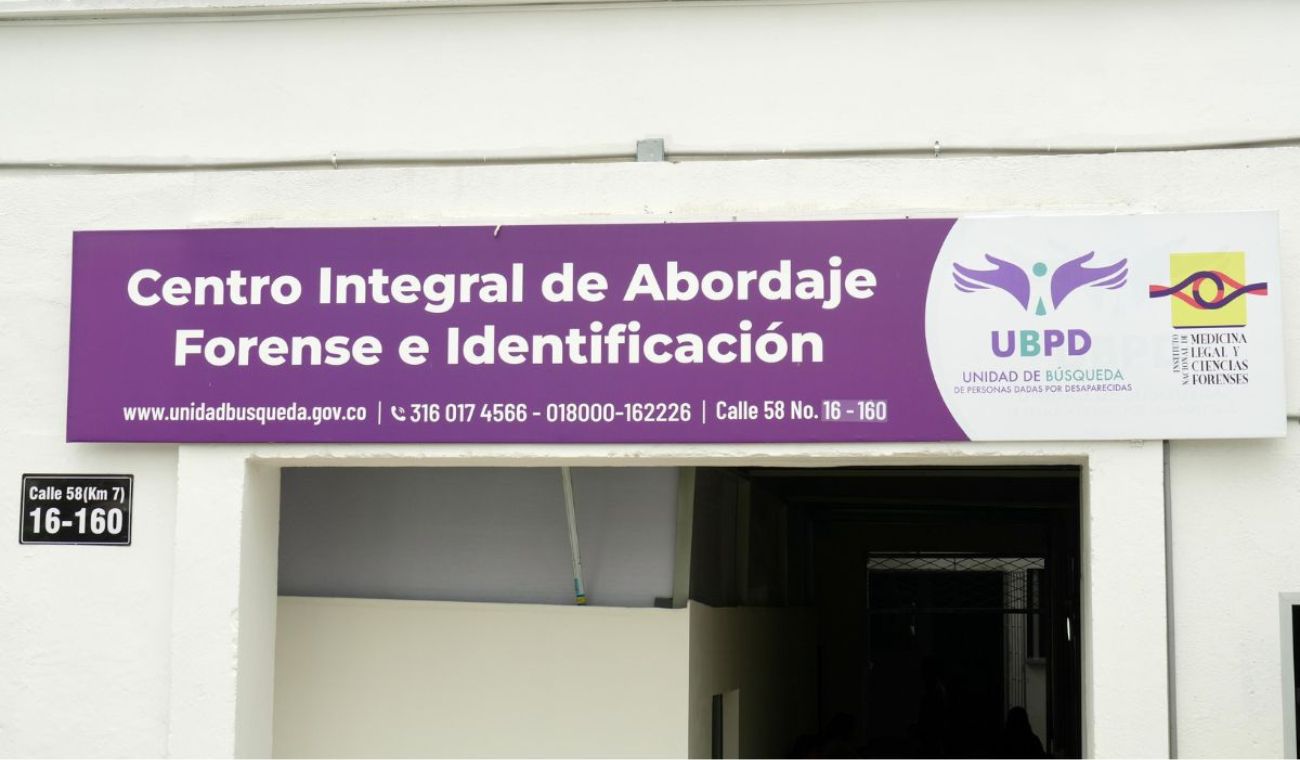 Centro Integral de Abordaje
Forense e Identificación
www.unidadbusqueda.gov.co | 316 017 4566 - 018000-162226 | Calle 58 No. 16 - 160
UBPD
UNIDAD DE BÚSQUEDA
DE PERSONAS DADAS POR DESAPARECIDAS
INSTITUTO
NACIONAL DE
MEDICINA
LEGAL Y
CIENCIAS
FORENSES
Calle 58(Km 7)
16-160